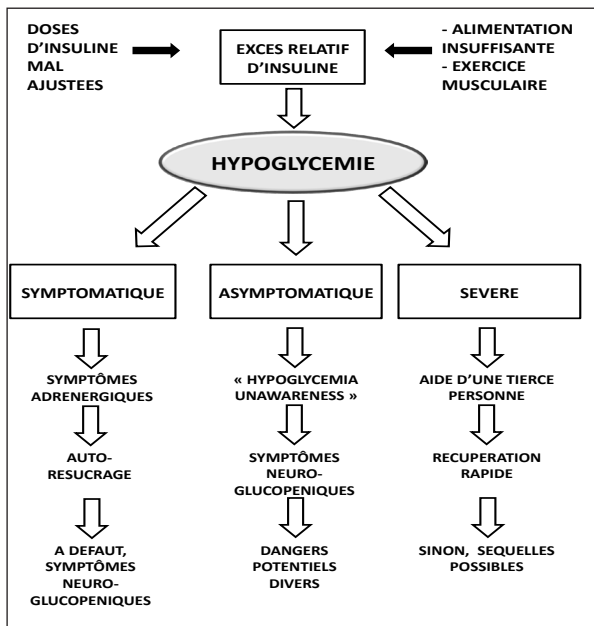 DOSES
D'INSULINE
MAL
AJUSTEES
EXCES RELATIF
D'INSULINE
- ALIMENTATION
INSUFFISANTE
- EXERCICE
MUSCULAIRE
HYPOGLYCEMIE
SYMPTOMATIQUE
ASYMPTOMATIQUE
SEVERE
SYMPTÔMES
ADRENERGIQUES
« HYPOGLYCEMIA
UNAWARENESS »
AIDE D'UNE TIERCE
PERSONNE
AUTO-
RESUCRAGE
SYMPTÔMES
NEURO-
GLUCOPENIQUES
RECUPERATION
RAPIDE
A DEFAUT,
SYMPTÔMES
NEURO-
GLUCOPENIQUES
DANGERS
POTENTIELS
DIVERS
SINON, SEQUELLES
POSSIBLES